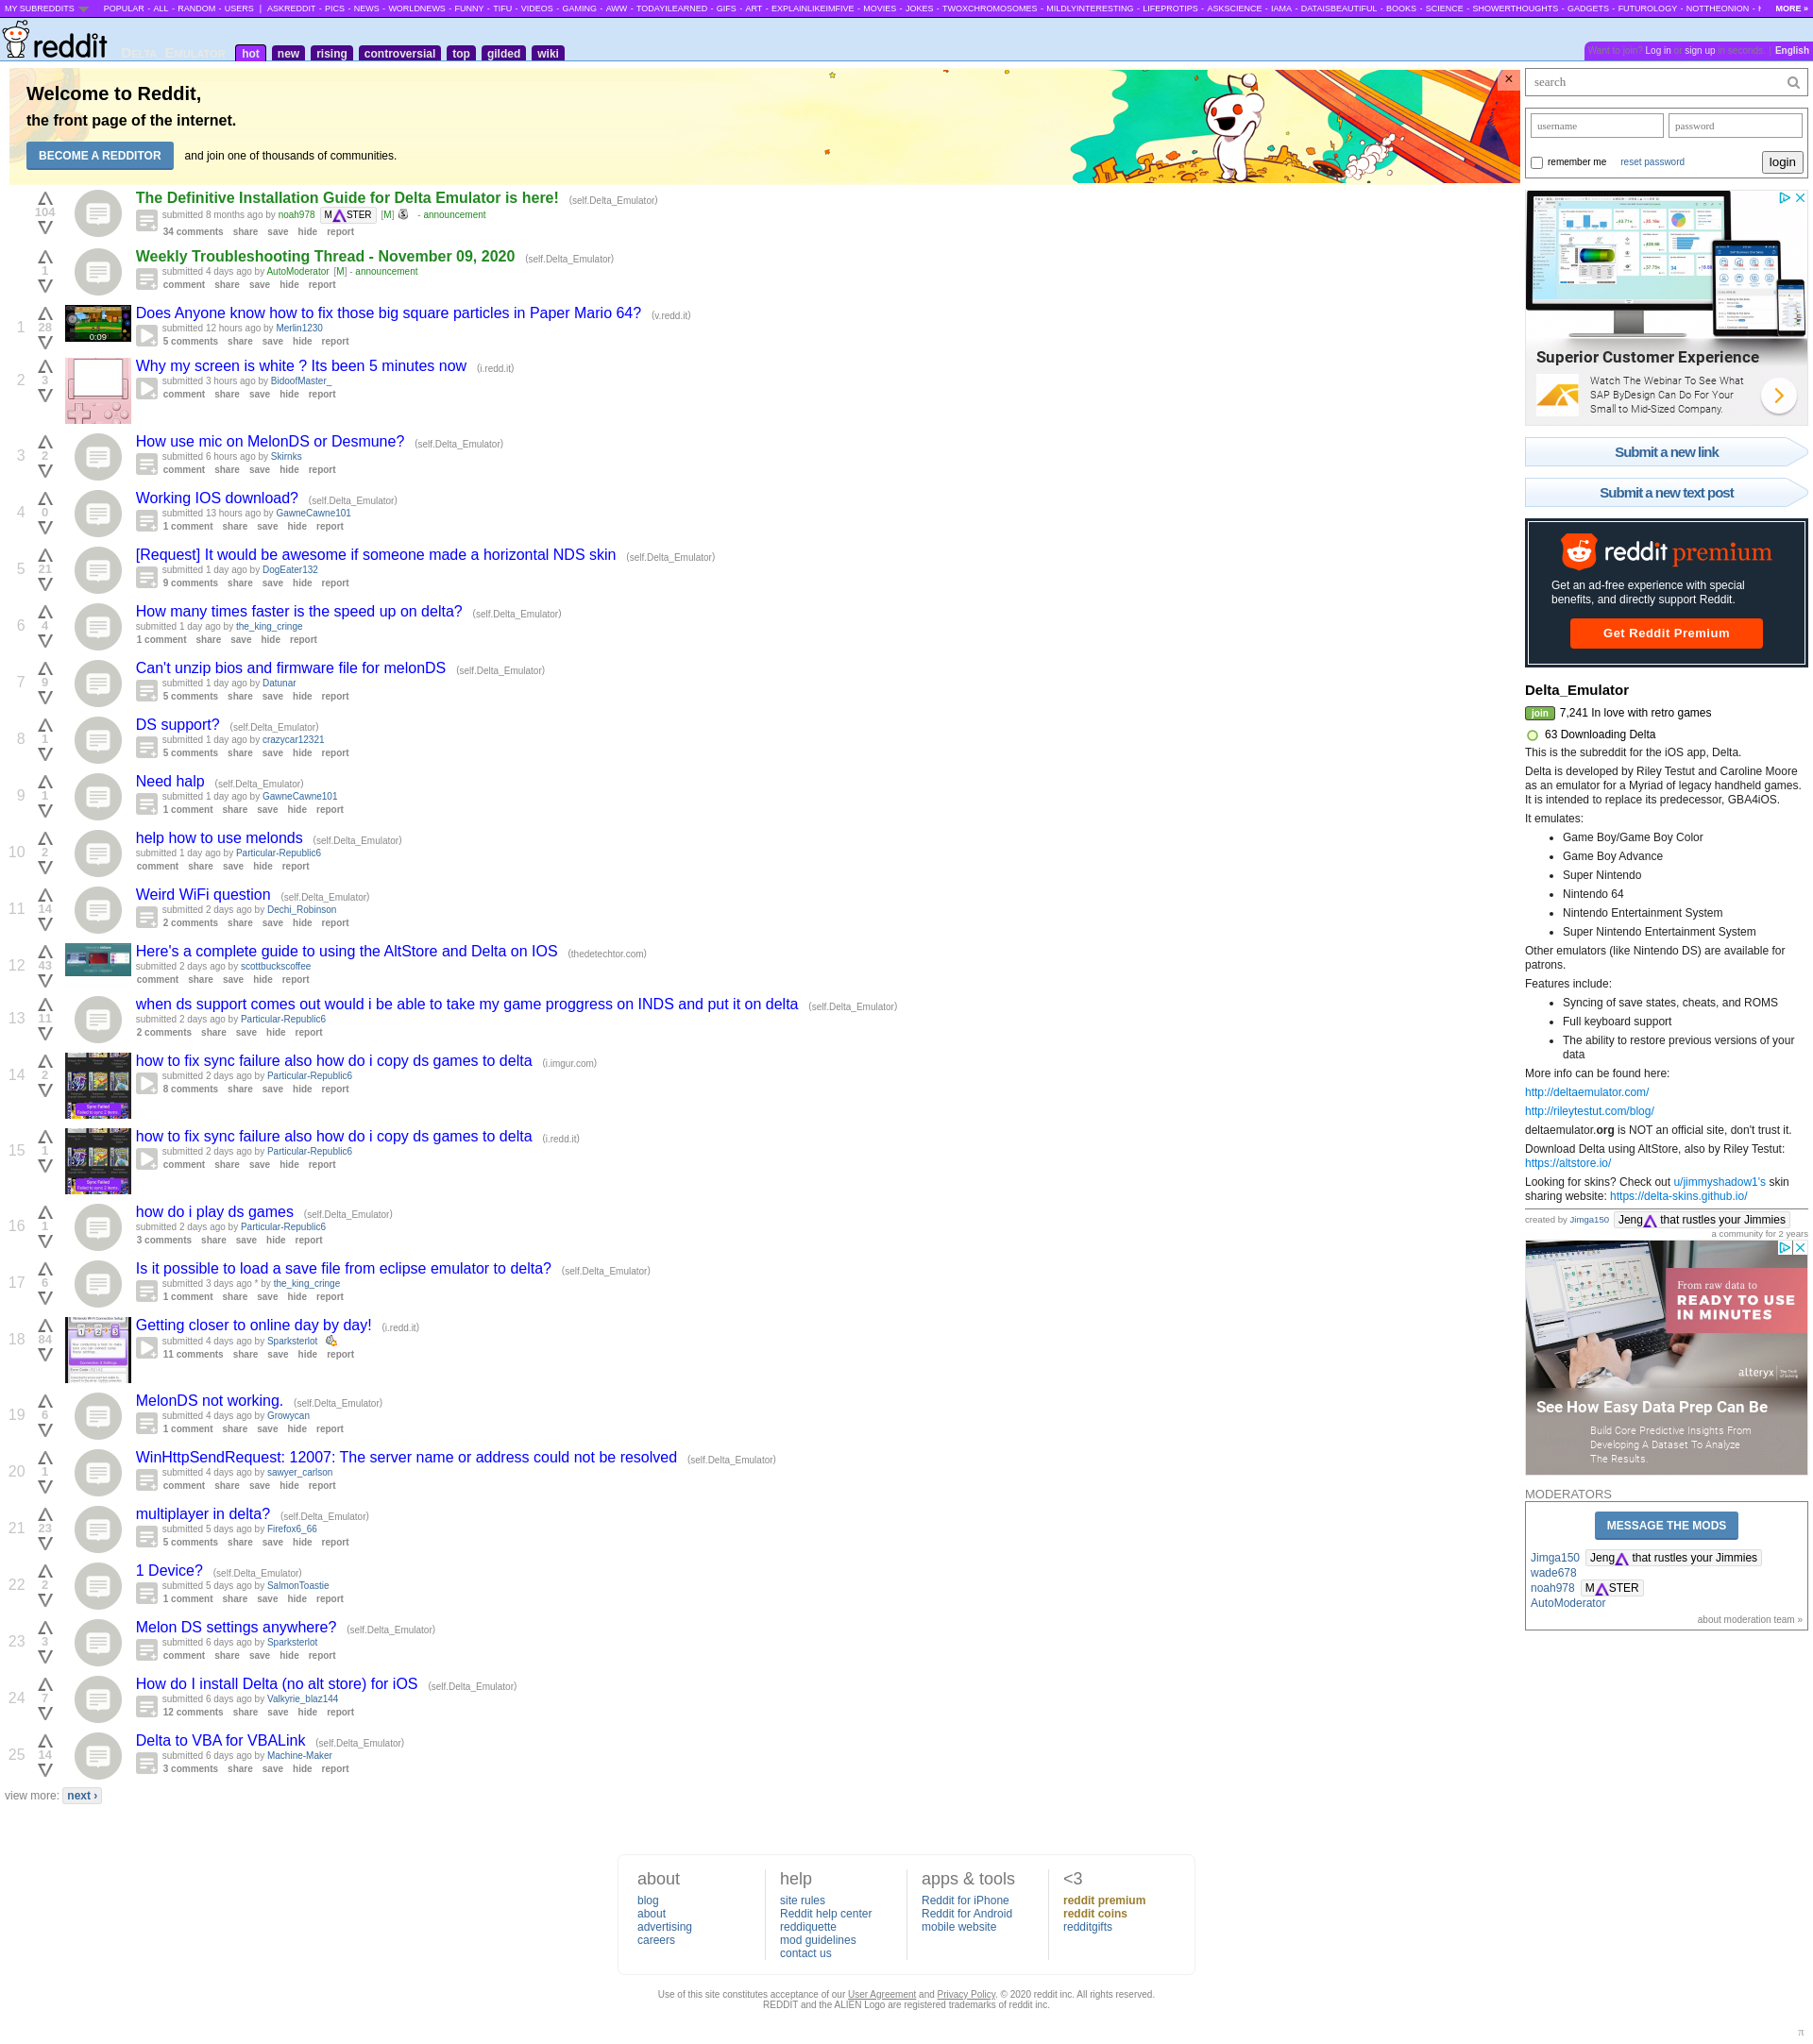 MY SUBREDDITS POPULAR - ALL - RANDOM - USERS | ASKREDDIT - PICS - NEWS - WORLDNEWS - FUNNY - TIFU - VIDEOS - GAMING - AWW - TODAYILEARNED - GIFS - ART - EXPLAINLIKEIMFIVE - MOVIES - JOKES - TWOXCHROMOSOMES - MILDLYINTERESTING - LIFEPROTIPS - ASKSCIENCE - IAMA - DATAISBEAUTIFUL - BOOKS - SCIENCE - SHOWERTHOUGHTS - GADGETS - FUTUROLOGY - NOTTHEONION - MORE »
reddit Delta_Emulator hot new rising controversial top gilded wiki
Want to join? Log in or sign up in seconds. | English
Welcome to Reddit,
the front page of the internet.
BECOME A REDDITOR and join one of thousands of communities.
×
104
The Definitive Installation Guide for Delta Emulator is here! (self.Delta_Emulator)
submitted 8 months ago by noah978 M STER [M] - announcement
34 comments share save hide report
1
Weekly Troubleshooting Thread - November 09, 2020 (self.Delta_Emulator)
submitted 4 days ago by AutoModerator [M] - announcement
comment share save hide report
1 28
0:09
Does Anyone know how to fix those big square particles in Paper Mario 64? (v.redd.it)
submitted 12 hours ago by Merlin1230
5 comments share save hide report
2 3
Why my screen is white ? Its been 5 minutes now (i.redd.it)
submitted 3 hours ago by BidoofMaster_
comment share save hide report
3 2
How use mic on MelonDS or Desmune? (self.Delta_Emulator)
submitted 6 hours ago by Skirnks
comment share save hide report
4 0
Working IOS download? (self.Delta_Emulator)
submitted 13 hours ago by GawneCawne101
1 comment share save hide report
5 21
[Request] It would be awesome if someone made a horizontal NDS skin (self.Delta_Emulator)
submitted 1 day ago by DogEater132
9 comments share save hide report
6 4
How many times faster is the speed up on delta? (self.Delta_Emulator)
submitted 1 day ago by the_king_cringe
1 comment share save hide report
7 9
Can't unzip bios and firmware file for melonDS (self.Delta_Emulator)
submitted 1 day ago by Datunar
5 comments share save hide report
8 1
DS support? (self.Delta_Emulator)
submitted 1 day ago by crazycar12321
5 comments share save hide report
9 1
Need halp (self.Delta_Emulator)
submitted 1 day ago by GawneCawne101
1 comment share save hide report
10 2
help how to use melonds (self.Delta_Emulator)
submitted 1 day ago by Particular-Republic6
comment share save hide report
11 14
Weird WiFi question (self.Delta_Emulator)
submitted 2 days ago by Dechi_Robinson
2 comments share save hide report
12 43
Here's a complete guide to using the AltStore and Delta on IOS (thedetechtor.com)
submitted 2 days ago by scottbuckscoffee
comment share save hide report
13 11
when ds support comes out would i be able to take my game proggress on INDS and put it on delta (self.Delta_Emulator)
submitted 2 days ago by Particular-Republic6
2 comments share save hide report
14 2
Sync Failed
Failed to sync 2 items.
how to fix sync failure also how do i copy ds games to delta (i.imgur.com)
submitted 2 days ago by Particular-Republic6
8 comments share save hide report
15 1
Sync Failed
Failed to sync 2 items.
how to fix sync failure also how do i copy ds games to delta (i.redd.it)
submitted 2 days ago by Particular-Republic6
comment share save hide report
16 1
how do i play ds games (self.Delta_Emulator)
submitted 2 days ago by Particular-Republic6
3 comments share save hide report
17 6
Is it possible to load a save file from eclipse emulator to delta? (self.Delta_Emulator)
submitted 3 days ago * by the_king_cringe
1 comment share save hide report
18 84
1 2 3
Getting closer to online day by day! (i.redd.it)
submitted 4 days ago by Sparksterlot
11 comments share save hide report
19 6
MelonDS not working. (self.Delta_Emulator)
submitted 4 days ago by Growycan
1 comment share save hide report
20 1
WinHttpSendRequest: 12007: The server name or address could not be resolved (self.Delta_Emulator)
submitted 4 days ago by sawyer_carlson
comment share save hide report
21 23
multiplayer in delta? (self.Delta_Emulator)
submitted 5 days ago by Firefox6_66
5 comments share save hide report
22 2
1 Device? (self.Delta_Emulator)
submitted 5 days ago by SalmonToastie
1 comment share save hide report
23 3
Melon DS settings anywhere? (self.Delta_Emulator)
submitted 6 days ago by Sparksterlot
comment share save hide report
24 7
How do I install Delta (no alt store) for iOS (self.Delta_Emulator)
submitted 6 days ago by Valkyrie_blaz144
12 comments share save hide report
25 14
Delta to VBA for VBALink (self.Delta_Emulator)
submitted 6 days ago by Machine-Maker
3 comments share save hide report
view more: next ›
search
username password
remember me reset password login
Superior Customer Experience
Watch The Webinar To See What
SAP ByDesign Can Do For Your
Small to Mid-Sized Company.
Submit a new link
Submit a new text post
reddit premium
Get an ad-free experience with special
benefits, and directly support Reddit.
Get Reddit Premium
Delta_Emulator
join 7,241 In love with retro games
63 Downloading Delta
This is the subreddit for the iOS app, Delta.
Delta is developed by Riley Testut and Caroline Moore
as an emulator for a Myriad of legacy handheld games.
It is intended to replace its predecessor, GBA4iOS.
It emulates:
• Game Boy/Game Boy Color
• Game Boy Advance
• Super Nintendo
• Nintendo 64
• Nintendo Entertainment System
• Super Nintendo Entertainment System
Other emulators (like Nintendo DS) are available for
patrons.
Features include:
• Syncing of save states, cheats, and ROMS
• Full keyboard support
• The ability to restore previous versions of your
data
More info can be found here:
http://deltaemulator.com/
http://rileytestut.com/blog/
deltaemulator.org is NOT an official site, don't trust it.
Download Delta using AltStore, also by Riley Testut:
https://altstore.io/
Looking for skins? Check out u/jimmyshadow1's skin
sharing website: https://delta-skins.github.io/
created by Jimga150 Jeng that rustles your Jimmies
a community for 2 years
From raw data to
READY TO USE
IN MINUTES
alteryx
See How Easy Data Prep Can Be
Build Core Predictive Insights From
Developing A Dataset To Analyze
The Results.
MODERATORS
MESSAGE THE MODS
Jimga150 Jeng that rustles your Jimmies
wade678
noah978 M STER
AutoModerator
about moderation team »
about
blog
about
advertising
careers
help
site rules
Reddit help center
reddiquette
mod guidelines
contact us
apps & tools
Reddit for iPhone
Reddit for Android
mobile website
<3
reddit premium
reddit coins
redditgifts
Use of this site constitutes acceptance of our User Agreement and Privacy Policy. © 2020 reddit inc. All rights reserved.
REDDIT and the ALIEN Logo are registered trademarks of reddit inc.
π